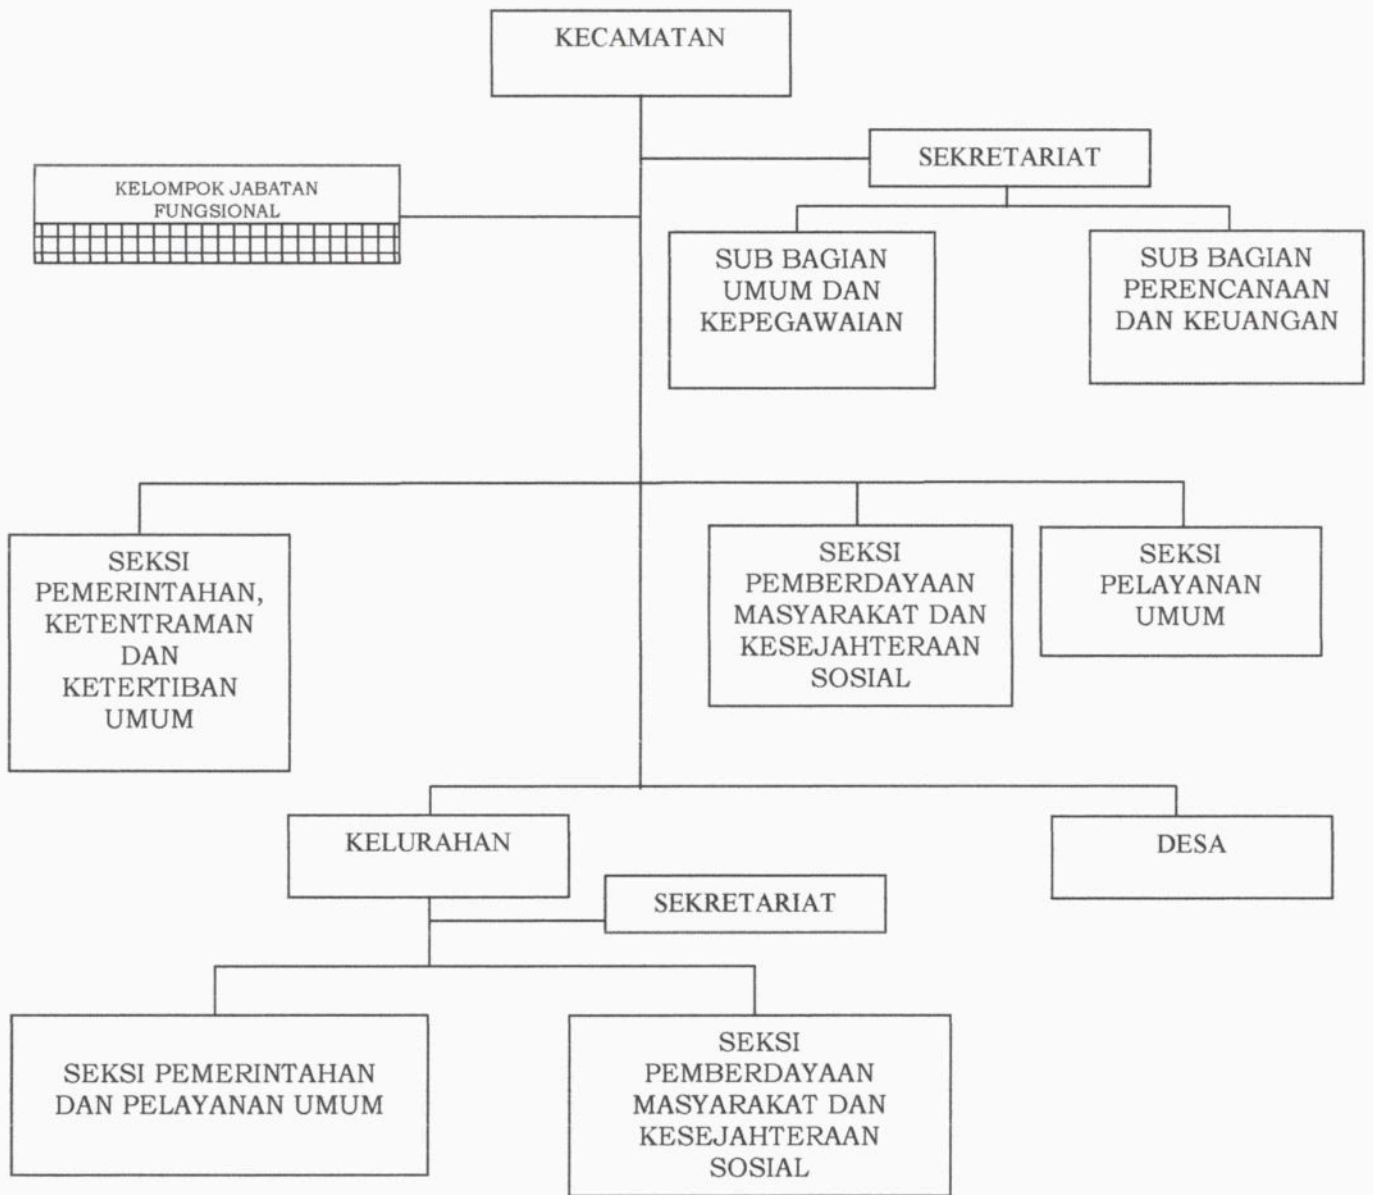 KECAMATAN
SEKRETARIAT
KELOMPOK JABATAN
FUNGSIONAL
SUB BAGIAN
UMUM DAN
KEPEGAWAIAN
SUB BAGIAN
PERENCANAAN
DAN KEUANGAN
SEKSI
PEMERINTAHAN,
KETENTRAMAN
DAN
KETERTIBAN
UMUM
SEKSI
PEMBERDAYAAN
MASYARAKAT DAN
KESEJAHTERAAN
SOSIAL
SEKSI
PELAYANAN
UMUM
KELURAHAN
DESA
SEKRETARIAT
SEKSI PEMERINTAHAN
DAN PELAYANAN UMUM
SEKSI
PEMBERDAYAAN
MASYARAKAT DAN
KESEJAHTERAAN
SOSIAL